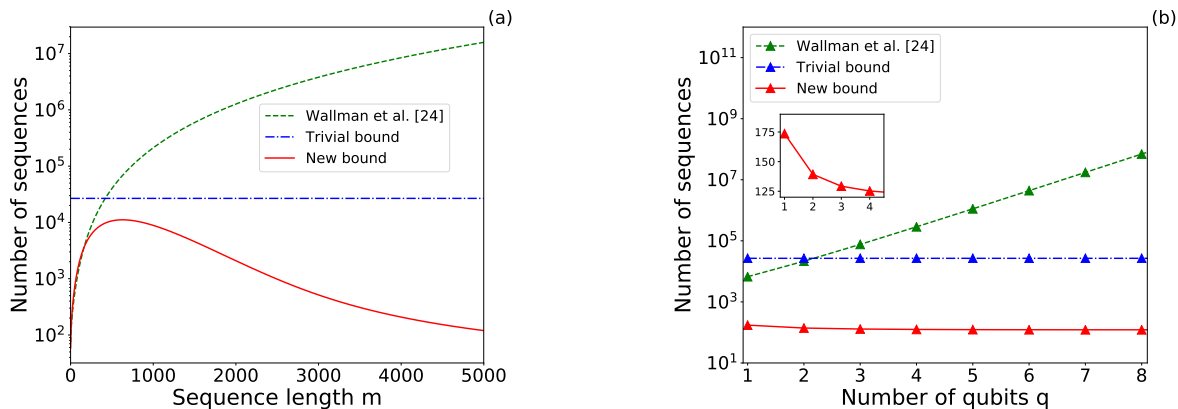 (a)
10^7
10^6
10^5
10^4
10^3
10^2
Number of sequences
Wallman et al. [24]
Trivial bound
New bound
0 1000 2000 3000 4000 5000
Sequence length m
(b)
10^11
10^9
10^7
10^5
10^3
10^1
Number of sequences
Wallman et al. [24]
Trivial bound
New bound
175
150
125
1 2 3 4
1 2 3 4 5 6 7 8
Number of qubits q